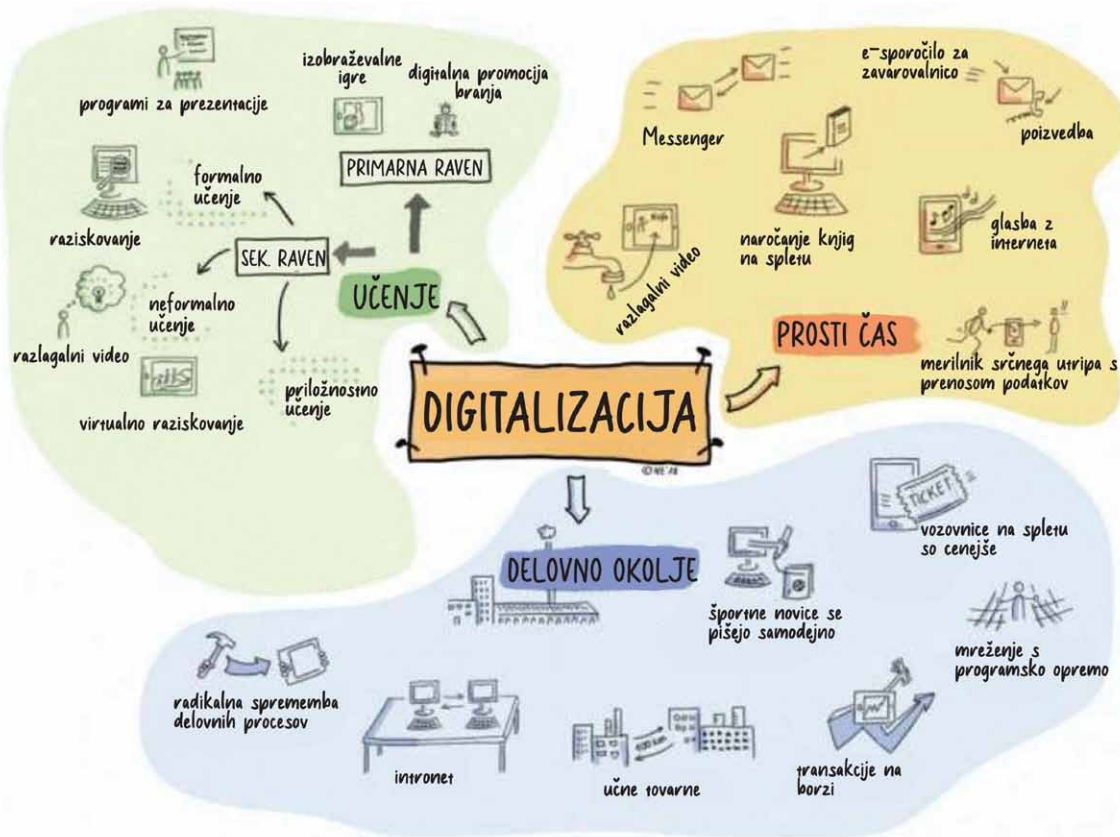 programi za prezentacije
izobraževalne
igre
digitalna promocija
branja
PRIMARNA RAVEN
formalno
učenje
raziskovanje
SEK. RAVEN
UČENJE
neformalno
učenje
razlagalni video
virtualno raziskovanje
priložnostno
učenje
DIGITALIZACIJA
Messenger
e-sporočilo za
zavarovalnico
poizvedba
naročanje knjig
na spletu
glasba z
interneta
razlagalni video
PROSTI ČAS
merilnik srčnega utripa s
prenosom podatkov
DELOVNO OKOLJE
TICKET
vozovnice na spletu
so cenejše
športne novice se
pišejo samodejno
mreženje s
programsko opremo
radikalna sprememba
delovnih procesov
intronet
400 km
učne tovarne
transakcije na
borzi